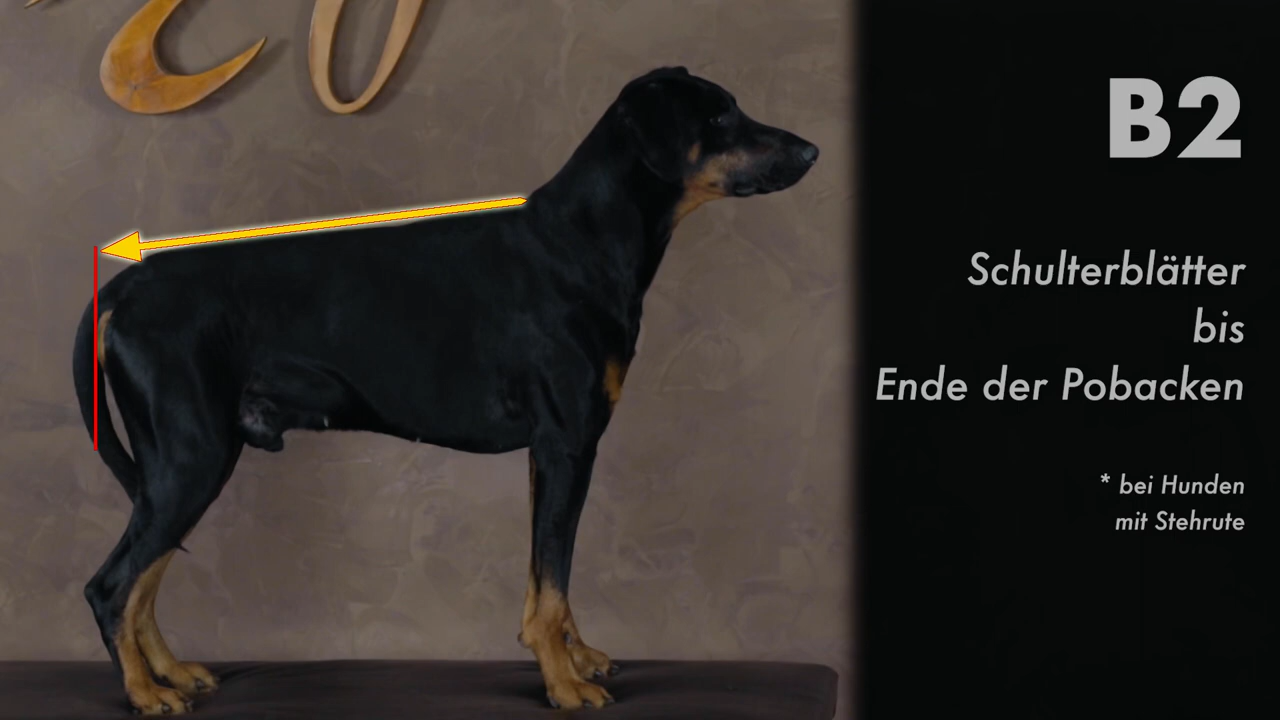 B2
Schulterblätter
bis
Ende der Pobacken
* bei Hunden
mit Stehrute